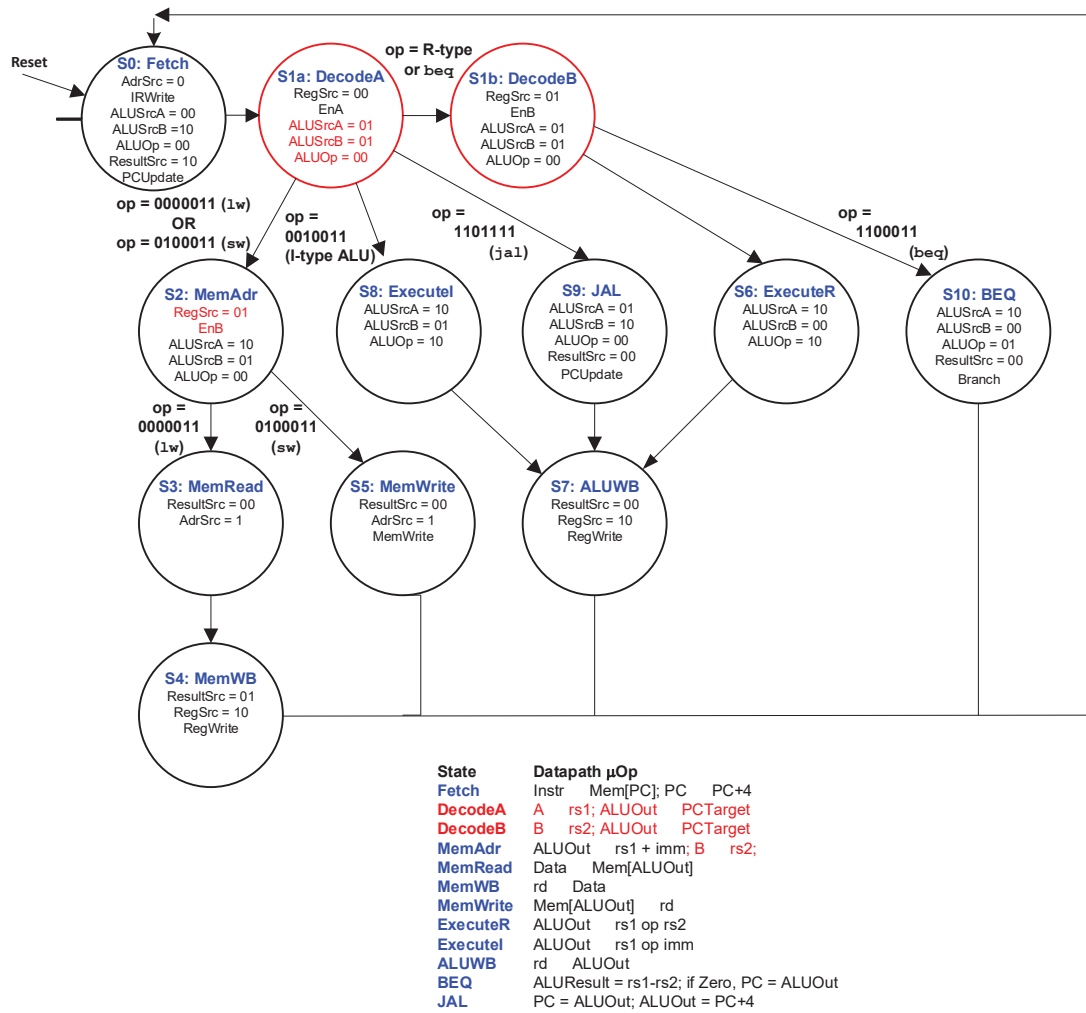 Reset
S0: Fetch
AdrSrc = 0
IRWrite
ALUSrcA = 00
ALUSrcB =10
ALUOp = 00
ResultSrc = 10
PCUpdate
S1a: DecodeA
RegSrc = 00
EnA
ALUSrcA = 01
ALUSrcB = 01
ALUOp = 00
op = R-type
or beq
S1b: DecodeB
RegSrc = 01
EnB
ALUSrcA = 01
ALUSrcB = 01
ALUOp = 00
op = 0000011 (lw)
OR
op = 0100011 (sw)
op =
0010011
(I-type ALU)
op =
1101111
(jal)
op =
1100011
(beq)
S2: MemAdr
RegSrc = 01
EnB
ALUSrcA = 10
ALUSrcB = 01
ALUOp = 00
S8: ExecuteI
ALUSrcA = 10
ALUSrcB = 01
ALUOp = 10
S9: JAL
ALUSrcA = 01
ALUSrcB = 10
ALUOp = 00
ResultSrc = 00
PCUpdate
S6: ExecuteR
ALUSrcA = 10
ALUSrcB = 00
ALUOp = 10
S10: BEQ
ALUSrcA = 10
ALUSrcB = 00
ALUOp = 01
ResultSrc = 00
Branch
op =
0000011
(lw)
op =
0100011
(sw)
S3: MemRead
ResultSrc = 00
AdrSrc = 1
S5: MemWrite
ResultSrc = 00
AdrSrc = 1
MemWrite
S7: ALUWB
ResultSrc = 00
RegSrc = 10
RegWrite
S4: MemWB
ResultSrc = 01
RegSrc = 10
RegWrite
State Datapath µOp
Fetch Instr Mem[PC]; PC PC+4
DecodeA A rs1; ALUOut PCTarget
DecodeB B rs2; ALUOut PCTarget
MemAdr ALUOut rs1 + imm; B rs2;
MemRead Data Mem[ALUOut]
MemWB rd Data
MemWrite Mem[ALUOut] rd
ExecuteR ALUOut rs1 op rs2
ExecuteI ALUOut rs1 op imm
ALUWB rd ALUOut
BEQ ALUResult = rs1-rs2; if Zero, PC = ALUOut
JAL PC = ALUOut; ALUOut = PC+4